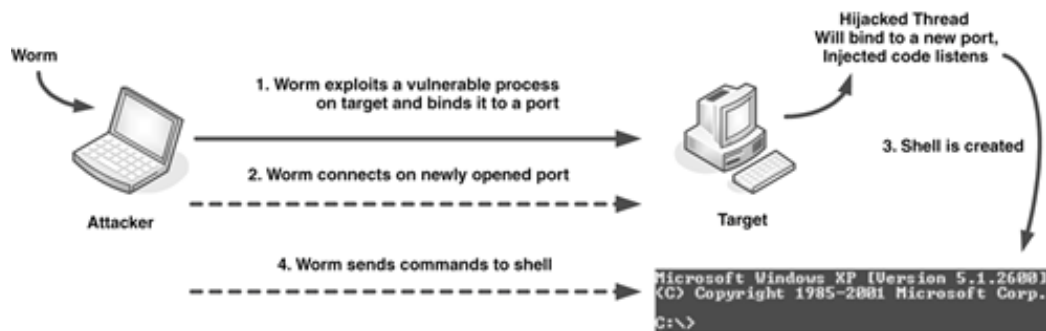 Worm
1. Worm exploits a vulnerable process
on target and binds it to a port
Hijacked Thread
Will bind to a new port,
Injected code listens
2. Worm connects on newly opened port
3. Shell is created
Attacker
Target
4. Worm sends commands to shell
Microsoft Windows XP [Version 5.1.2600]
(C) Copyright 1985-2001 Microsoft Corp.
C:\>